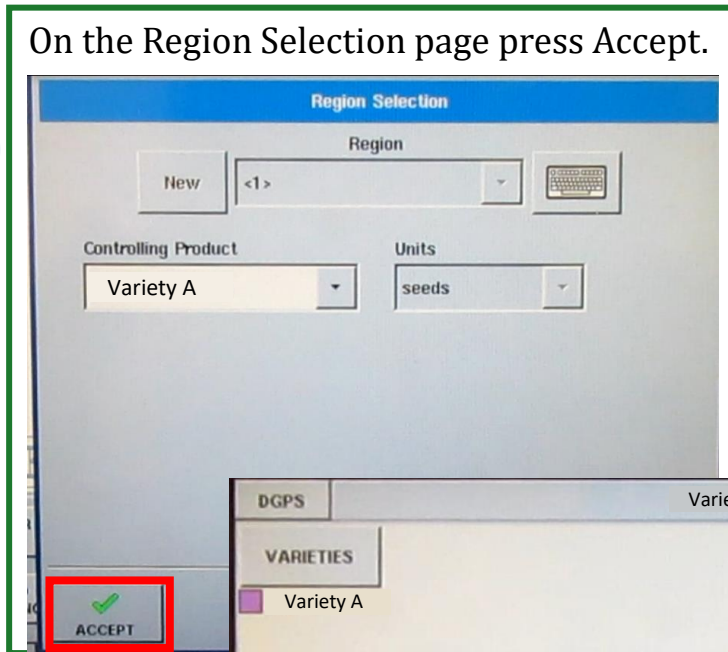 On the Region Selection page press Accept.
Region Selection
Region
New <1>
Controlling Product Units
Variety A seeds
DGPS
VARIETIES
Variety A
ACCEPT